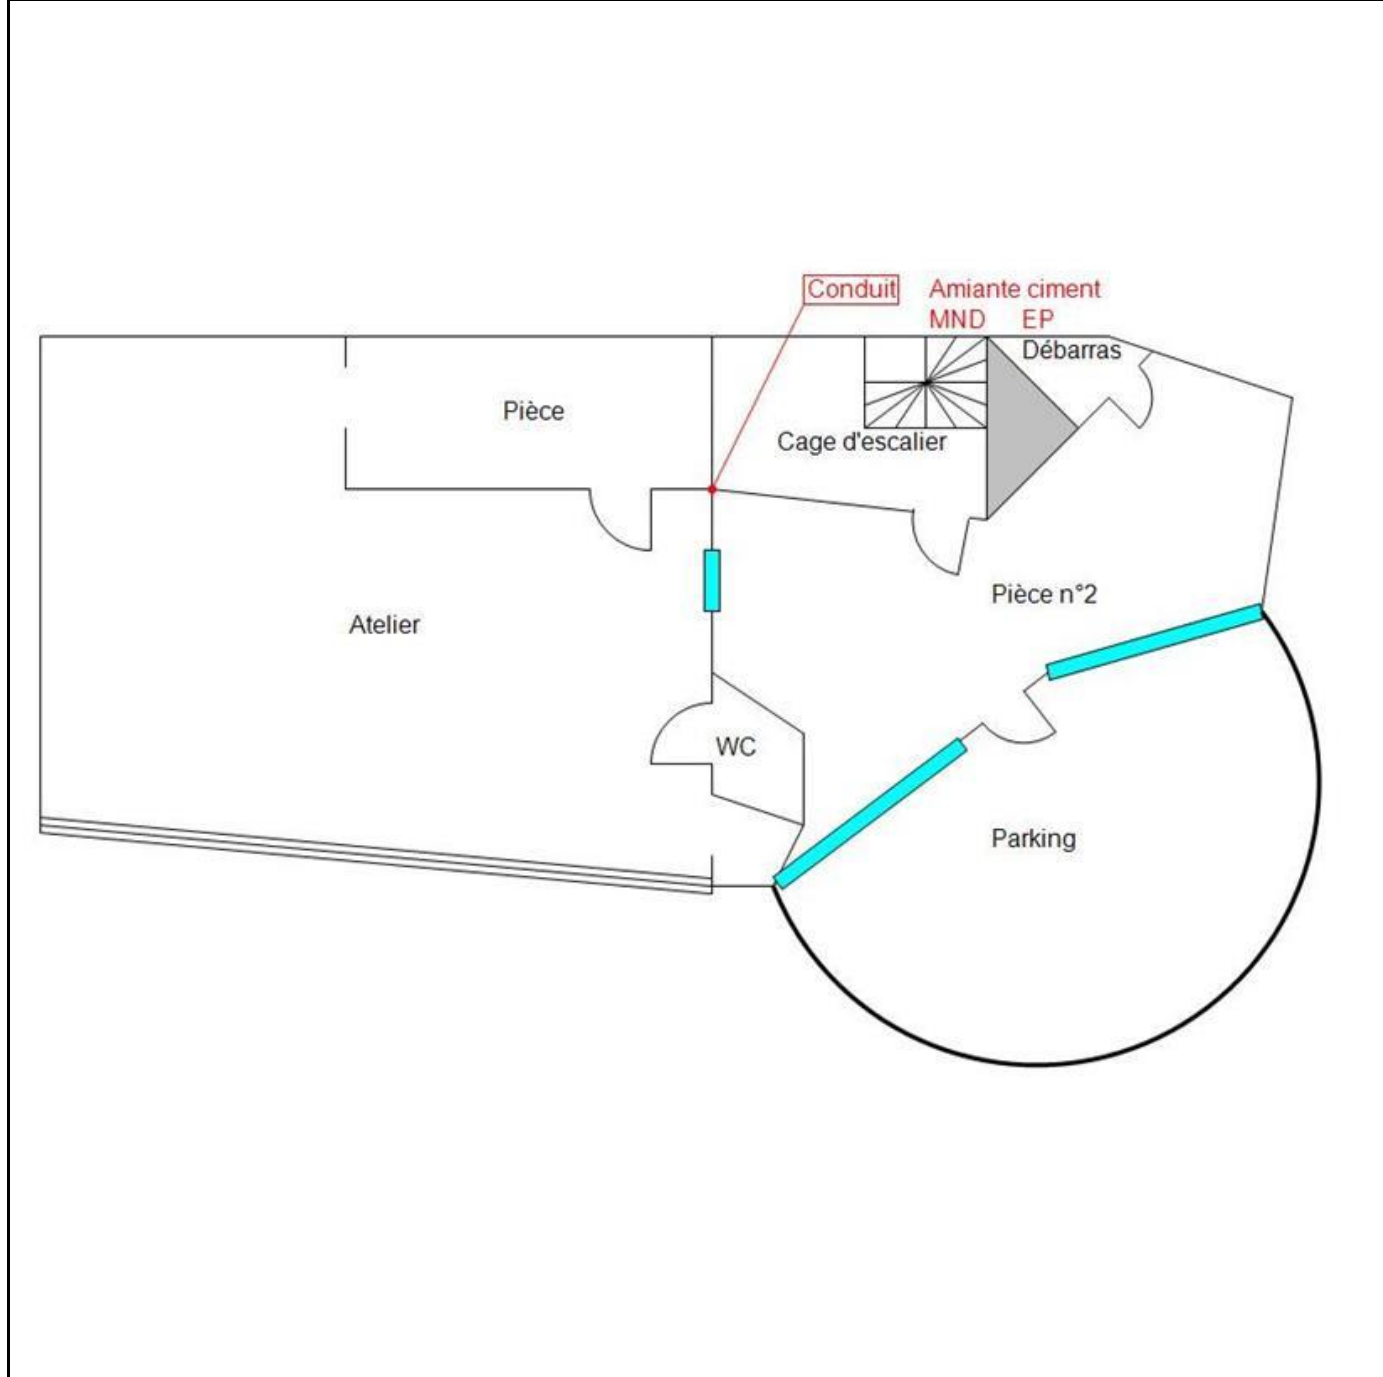 Conduit
Amiante ciment
MND EP
Débarras
Pièce
Cage d'escalier
Pièce n°2
Atelier
WC
Parking